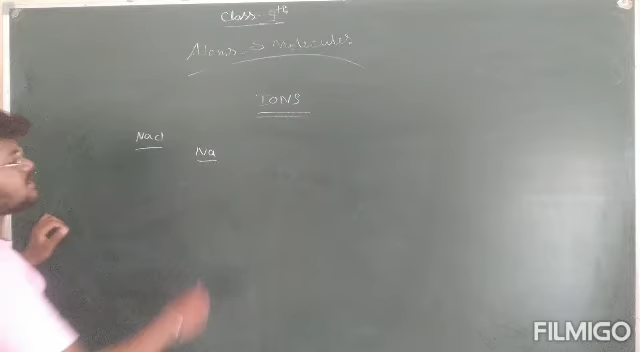 Class-9th
Atoms & Molecules
IONS
Nacl
Na
FILMIGO